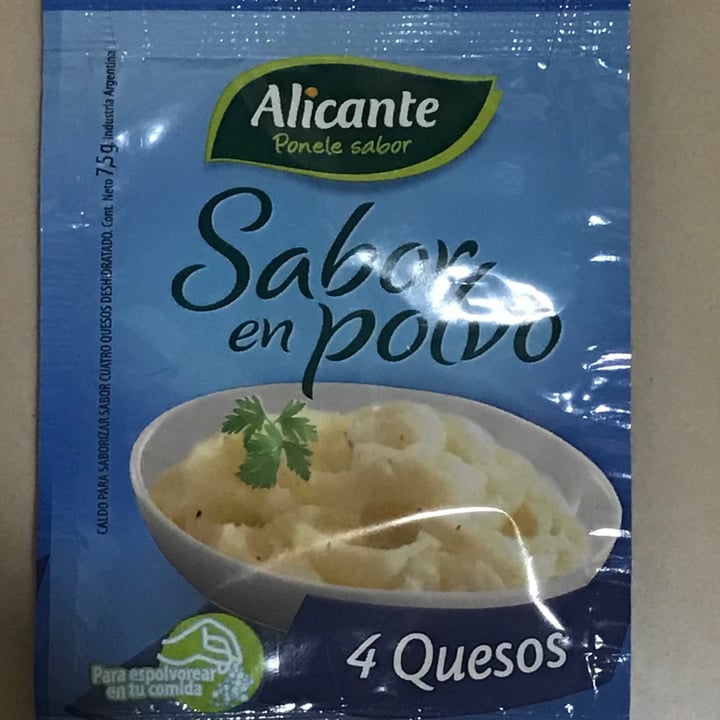 Alicante
Ponele sabor
Sabor
en polvo
CALDO PARA SABORIZAR SABOR CUATRO QUESOS DESHIDRATADO. Cont. Neto 7,5 g. Industria Argentina
4 Quesos
Para espolvorear
en tu comida